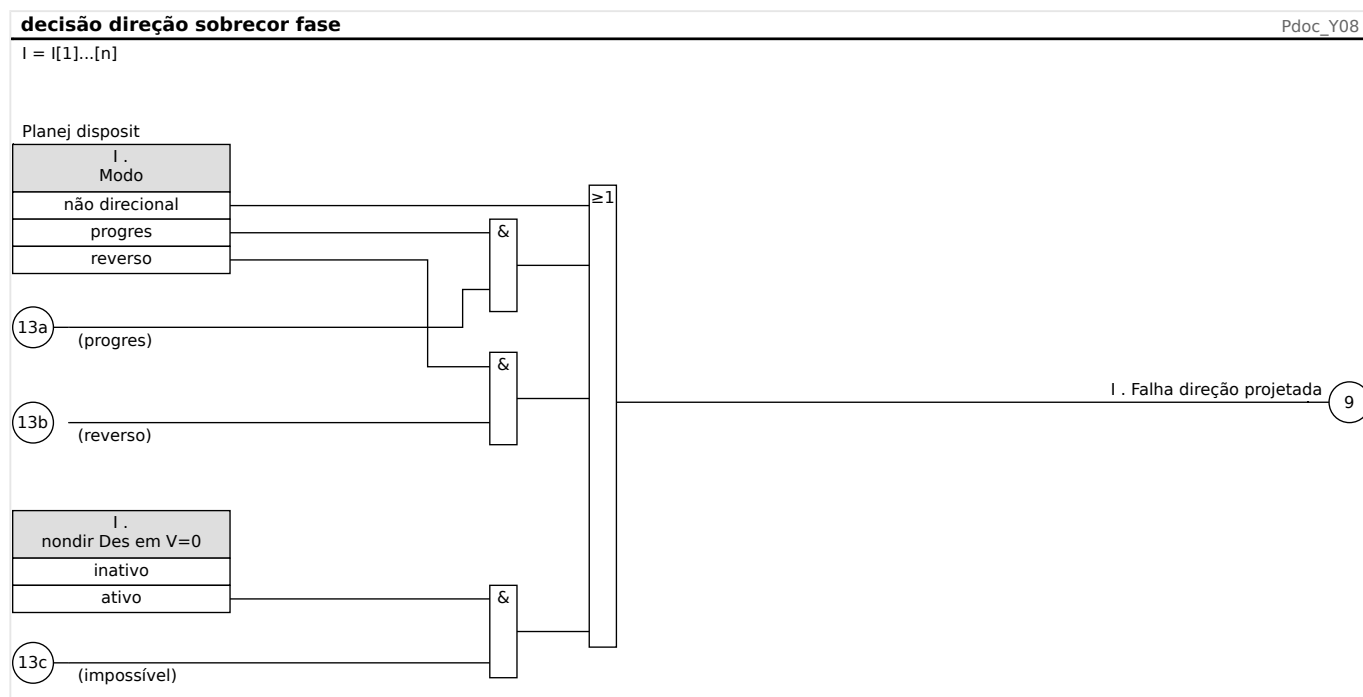 decisão direção sobrecor fase
Pdoc_Y08
I = I[1]...[n]
Planej disposit
I .
Modo
não direcional
progres
reverso
≥1
&
13a
(progres)
&
I . Falha direção projetada
9
13b
(reverso)
I .
nondir Des em V=0
inativo
ativo
&
13c
(impossível)